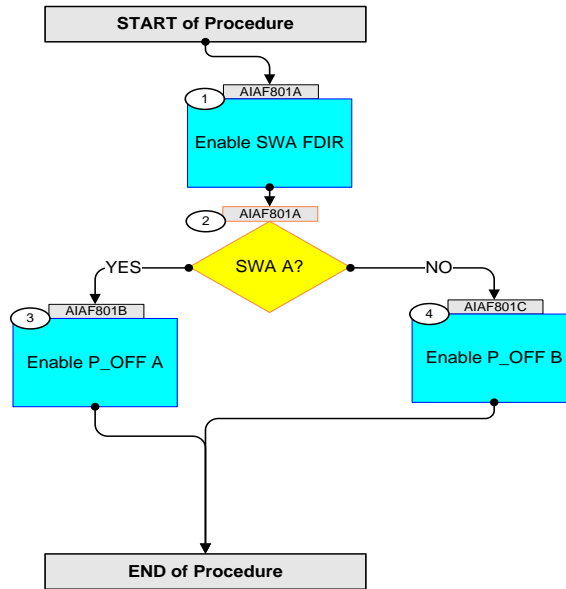 START of Procedure
AIAF801A
1
Enable SWA FDIR
AIAF801A
2
SWA A?
YES
NO
AIAF801B
3
Enable P_OFF A
AIAF801C
4
Enable P_OFF B
END of Procedure